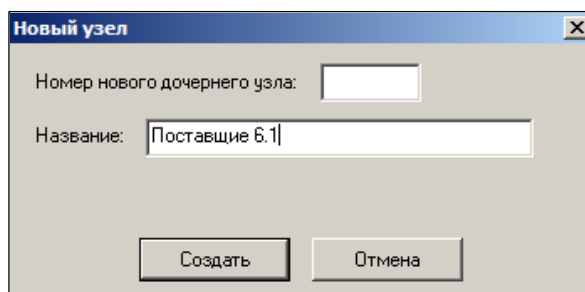 Новый узел
Номер нового дочернего узла:
Название: Поставщие 6.1
Создать Отмена